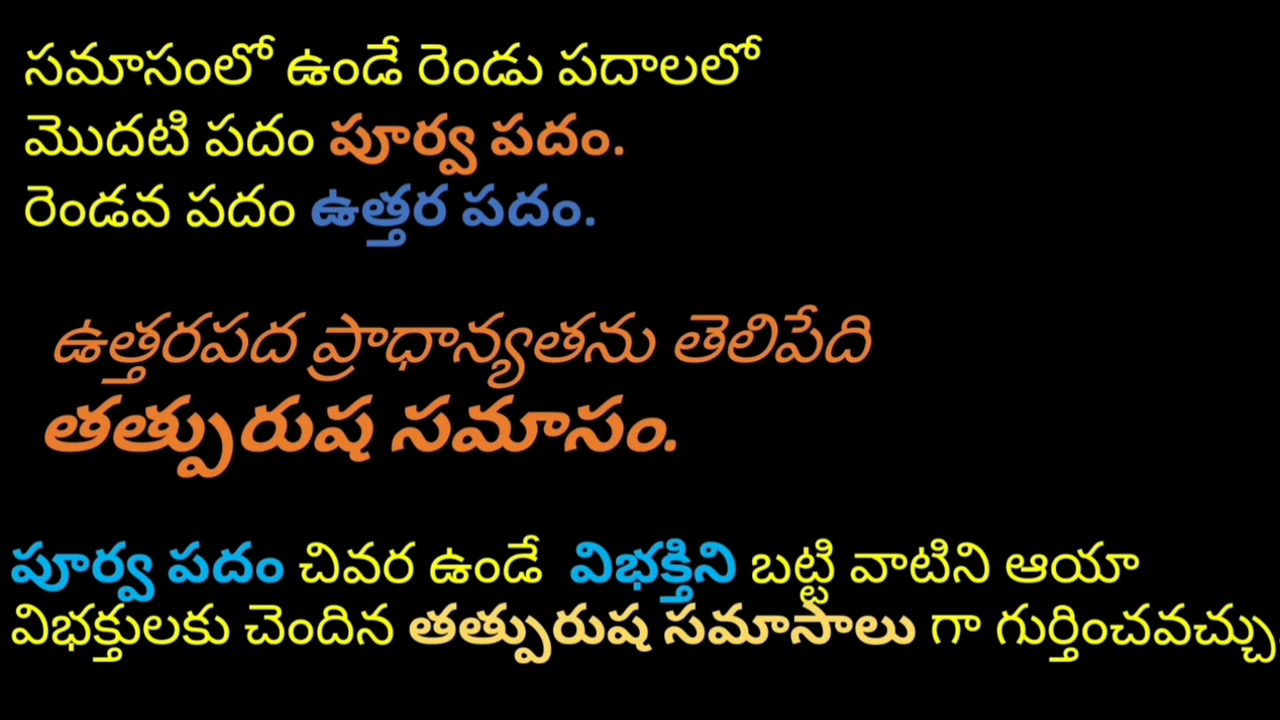 సమాసంలో ఉండే రెండు పదాలలో
మొదటి పదం పూర్వ పదం.
రెండవ పదం ఉత్తర పదం.
ఉత్తరపద ప్రాధాన్యతను తెలిపేది
తత్పురుష సమాసం.
పూర్వ పదం చివర ఉండే విభక్తిని బట్టి వాటిని ఆయా
విభక్తులకు చెందిన తత్పురుష సమాసాలు గా గుర్తించవచ్చు